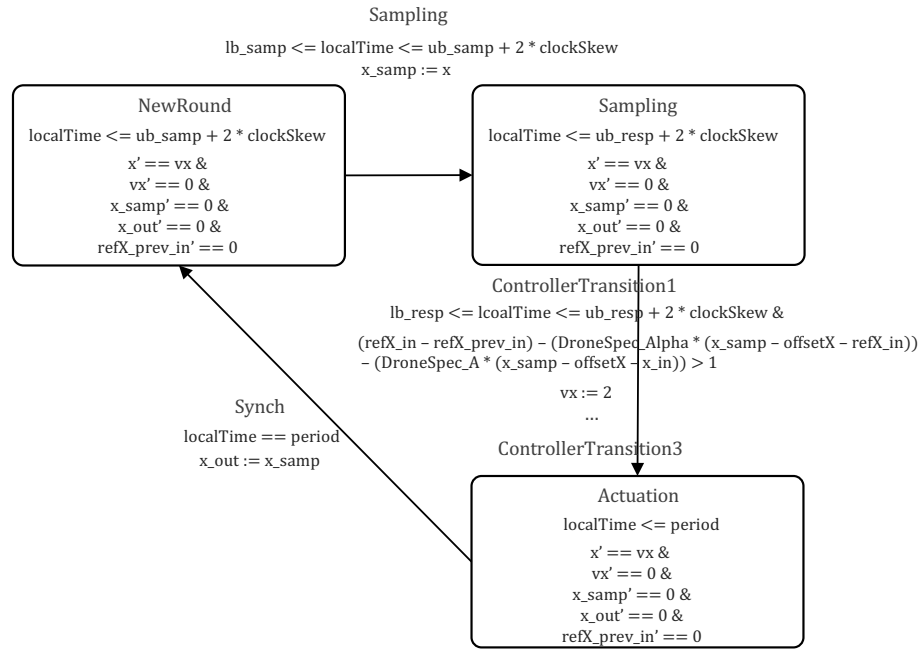 Sampling
lb_samp <= localTime <= ub_samp + 2 * clockSkew
x_samp := x
NewRound
localTime <= ub_samp + 2 * clockSkew
x’ == vx &
vx’ == 0 &
x_samp’ == 0 &
x_out’ == 0 &
refX_prev_in’ == 0
Sampling
localTime <= ub_resp + 2 * clockSkew
x’ == vx &
vx’ == 0 &
x_samp’ == 0 &
x_out’ == 0 &
refX_prev_in’ == 0
ControllerTransition1
lb_resp <= lcoalTime <= ub_resp + 2 * clockSkew &
(refX_in – refX_prev_in) – (DroneSpec_Alpha * (x_samp – offsetX – refX_in))
– (DroneSpec_A * (x_samp – offsetX – x_in)) > 1
vx := 2
...
ControllerTransition3
Synch
localTime == period
x_out := x_samp
Actuation
localTime <= period
x’ == vx &
vx’ == 0 &
x_samp’ == 0 &
x_out’ == 0 &
refX_prev_in’ == 0